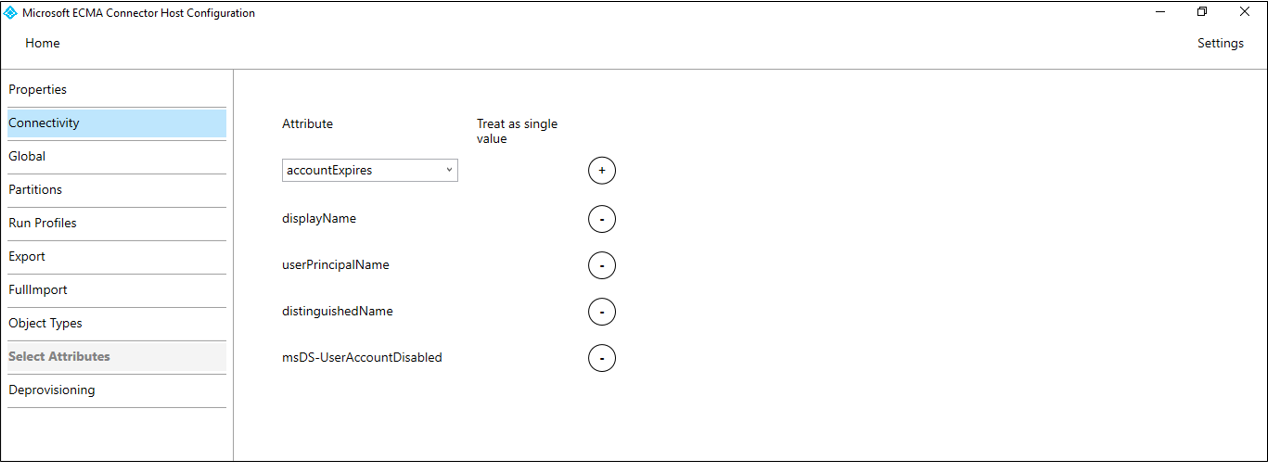 Microsoft ECMA Connector Host Configuration
Home
Settings
Properties
Connectivity
Global
Partitions
Run Profiles
Export
FullImport
Object Types
Select Attributes
Deprovisioning
Attribute
Treat as single
value
accountExpires
+
displayName
-
userPrincipalName
-
distinguishedName
-
msDS-UserAccountDisabled
-